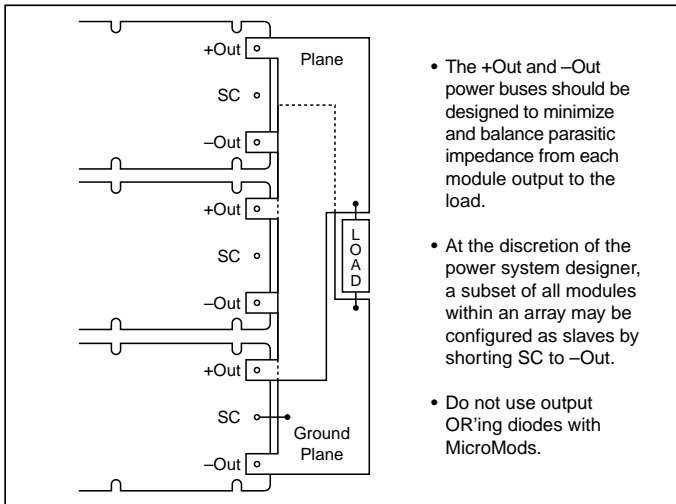 +Out
Plane
SC
–Out
+Out
SC
–Out
LOAD
+Out
SC
Ground
Plane
–Out
• The +Out and –Out
power buses should be
designed to minimize
and balance parasitic
impedance from each
module output to the
load.
• At the discretion of the
power system designer,
a subset of all modules
within an array may be
configured as slaves by
shorting SC to –Out.
• Do not use output
OR'ing diodes with
MicroMods.